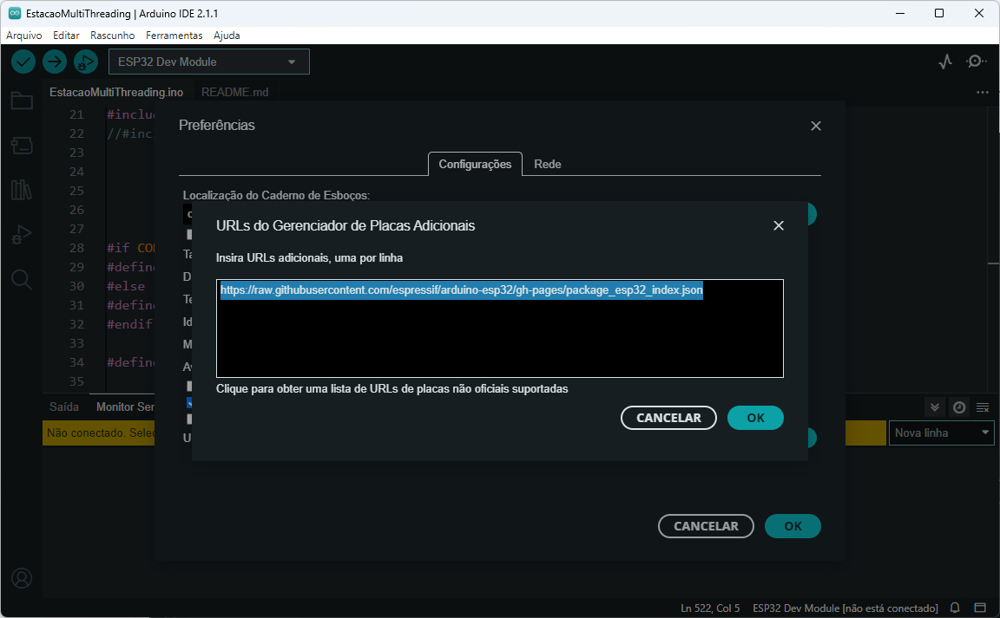 EstacaoMultiThreading | Arduino IDE 2.1.1
Arquivo Editar Rascunho Ferramentas Ajuda
ESP32 Dev Module
EstacaoMultiThreading.ino README.md
21 #inclu
22 //#inc
23
24
25
26
27
28 #if CO
29 #define
30 #else
31 #define
32 #endif
33
34 #define
35
Preferências
Configurações Rede
Localização do Caderno de Esboços:
c
Ta
D
Te
Id
M
Av
U
URLs do Gerenciador de Placas Adicionais
Insira URLs adicionais, uma por linha
https://raw.githubusercontent.com/espressif/arduino-esp32/gh-pages/package_esp32_index.json
Clique para obter uma lista de URLs de placas não oficiais suportadas
CANCELAR OK
CANCELAR OK
Saída Monitor Ser
Não conectado. Selec
Nova linha
Ln 522, Col 5 ESP32 Dev Module [não está conectado]